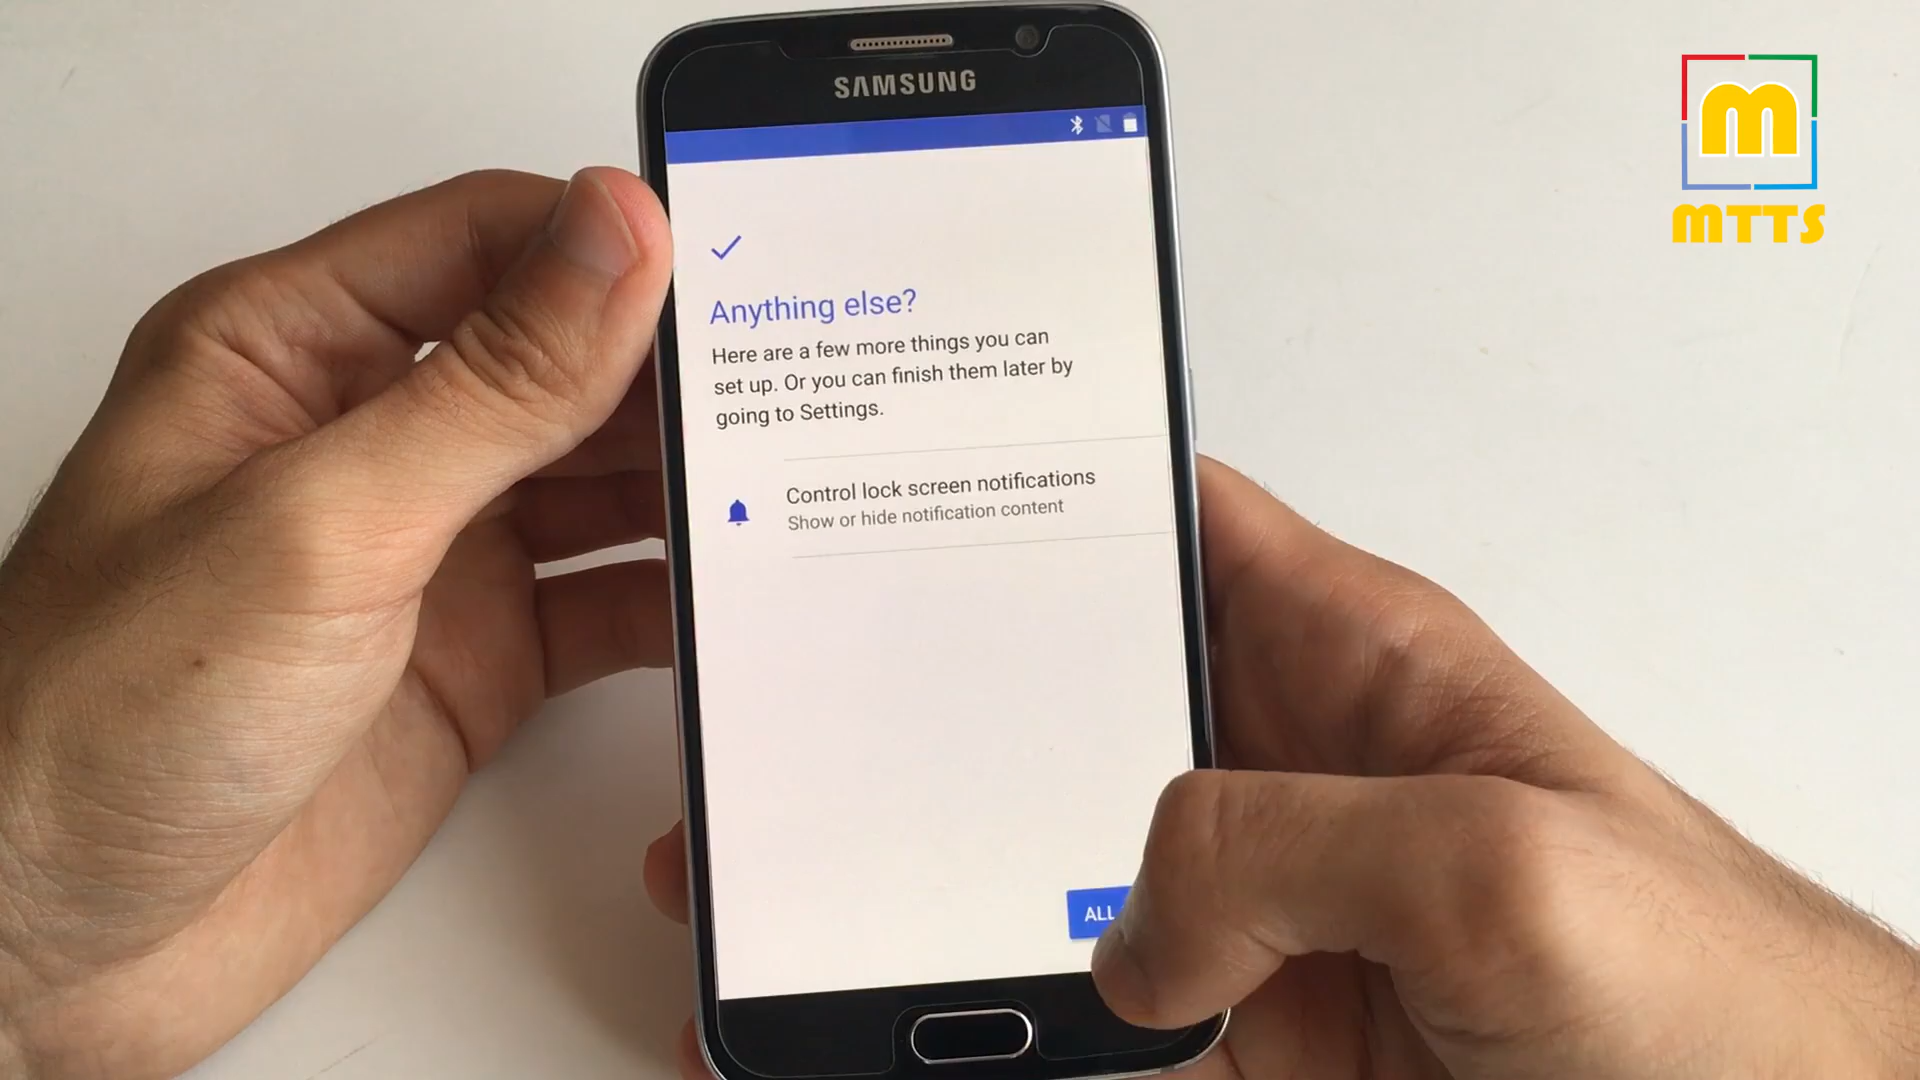 SAMSUNG
Anything else?
Here are a few more things you can
set up. Or you can finish them later by
going to Settings.
Control lock screen notifications
Show or hide notification content
ALL
m
MTTS